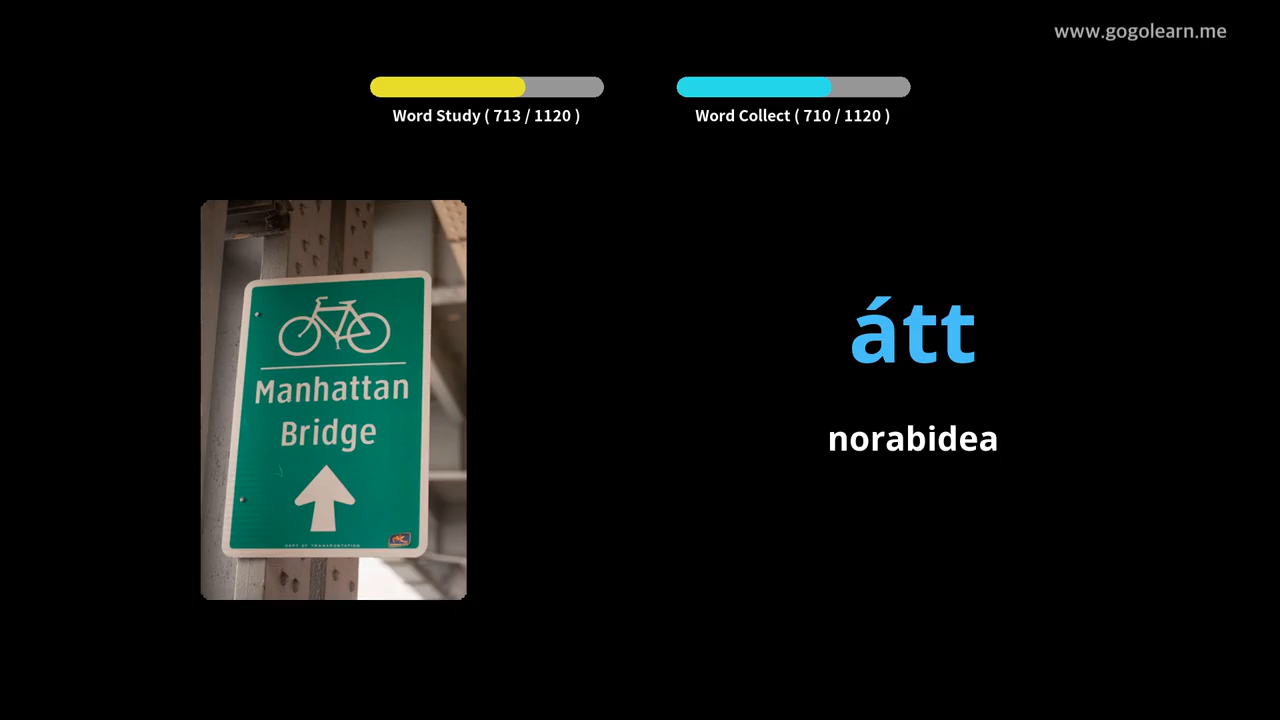 www.gogolearn.me
Word Study ( 713 / 1120 )
Word Collect ( 710 / 1120 )
Manhattan
Bridge
átt
norabidea